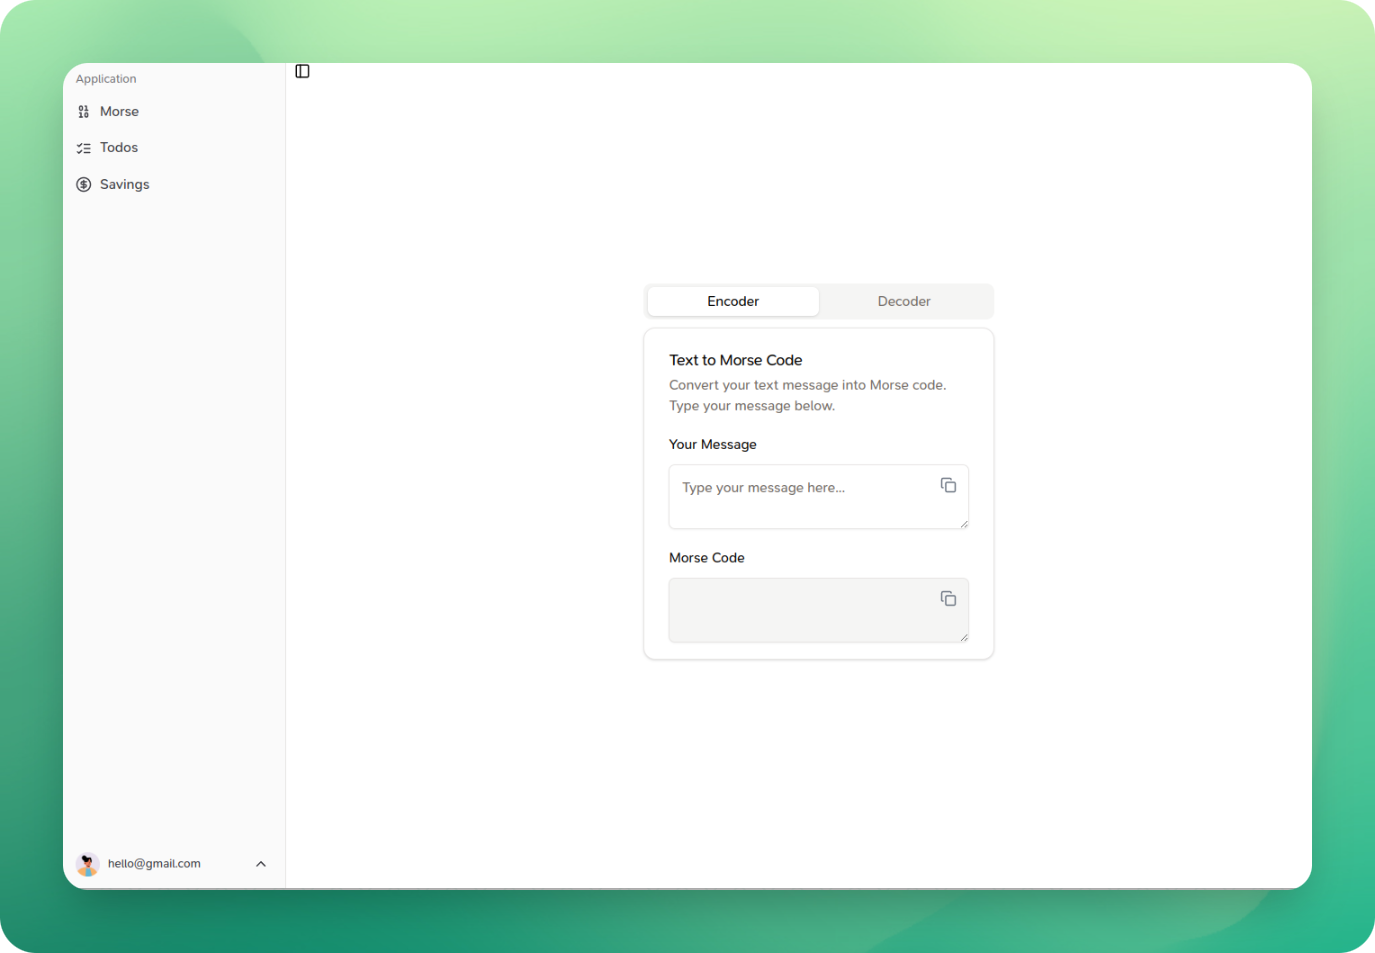 Application
Morse
Todos
Savings
Encoder
Decoder
Text to Morse Code
Convert your text message into Morse code.
Type your message below.
Your Message
Type your message here...
Morse Code
hello@gmail.com